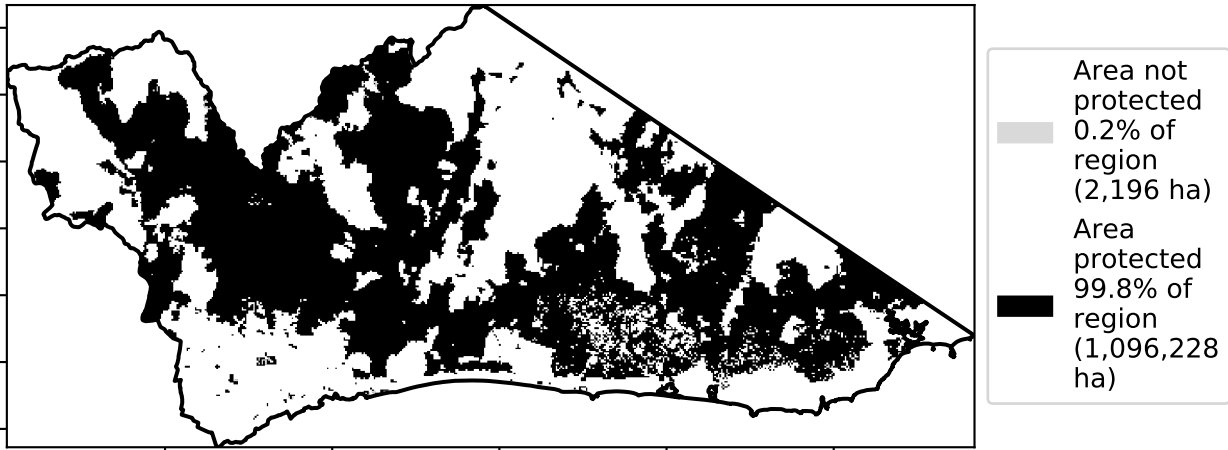 Area not
protected
0.2% of
region
(2,196 ha)
Area
protected
99.8% of
region
(1,096,228
ha)